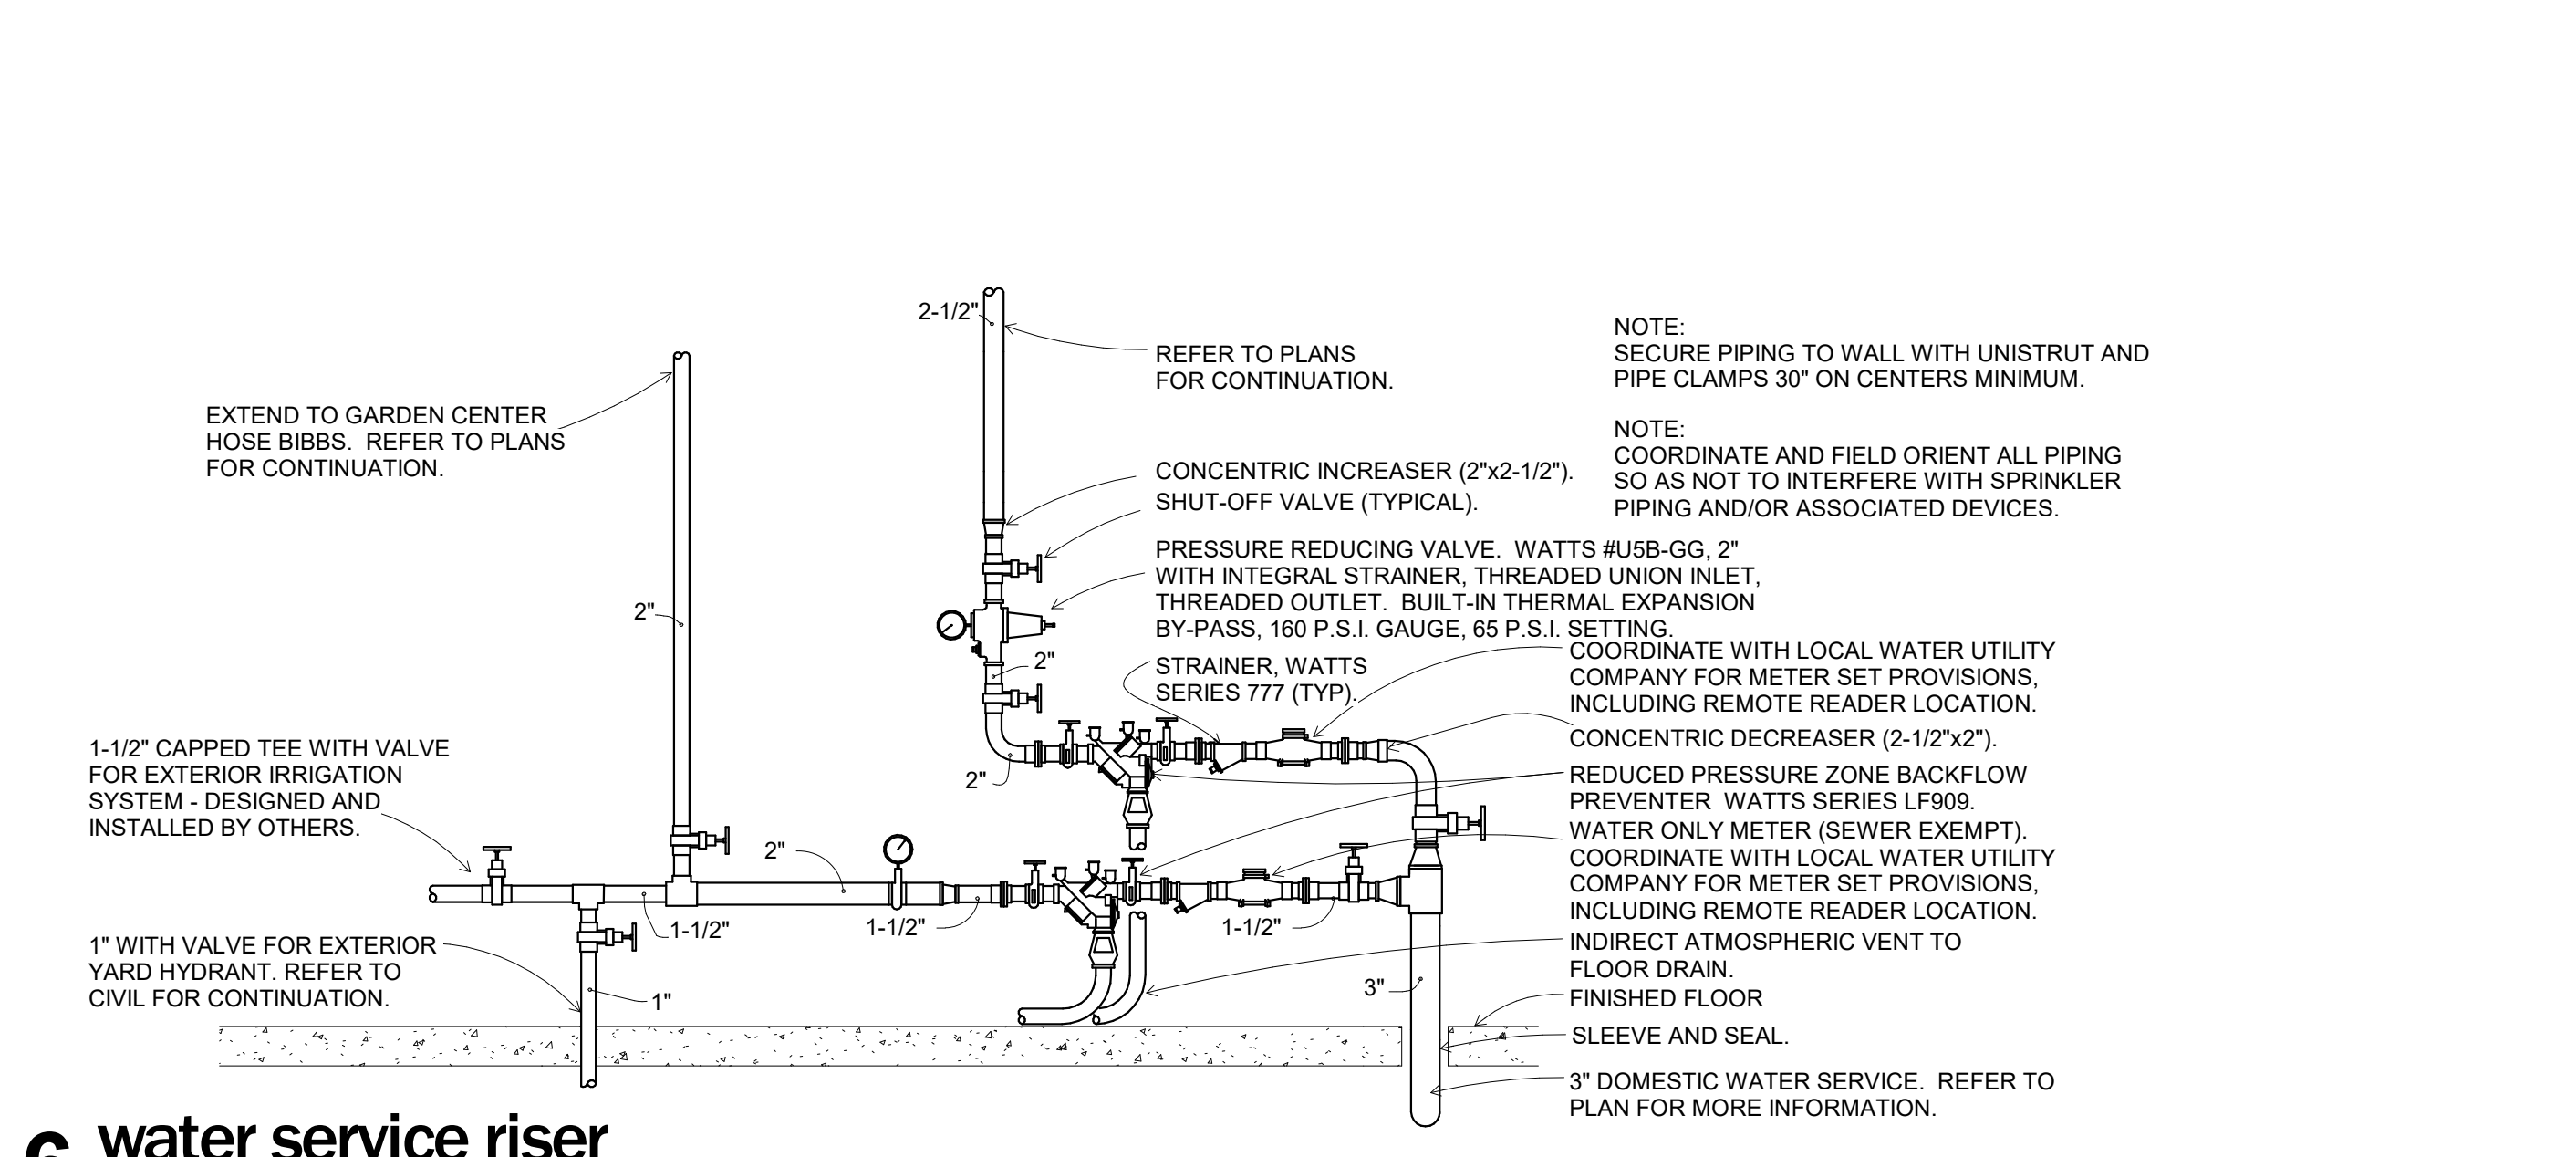 2-1/2"
REFER TO PLANS
FOR CONTINUATION.
NOTE:
SECURE PIPING TO WALL WITH UNISTRUT AND
PIPE CLAMPS 30" ON CENTERS MINIMUM.
NOTE:
COORDINATE AND FIELD ORIENT ALL PIPING
SO AS NOT TO INTERFERE WITH SPRINKLER
PIPING AND/OR ASSOCIATED DEVICES.
EXTEND TO GARDEN CENTER
HOSE BIBBS.  REFER TO PLANS
FOR CONTINUATION.
CONCENTRIC INCREASER (2"x2-1/2").
SHUT-OFF VALVE (TYPICAL).
PRESSURE REDUCING VALVE.  WATTS #U5B-GG, 2"
WITH INTEGRAL STRAINER, THREADED UNION INLET,
THREADED OUTLET.  BUILT-IN THERMAL EXPANSION
BY-PASS, 160 P.S.I. GAUGE, 65 P.S.I. SETTING.
2"
2"
STRAINER, WATTS
SERIES 777 (TYP).
COORDINATE WITH LOCAL WATER UTILITY
COMPANY FOR METER SET PROVISIONS,
INCLUDING REMOTE READER LOCATION.
CONCENTRIC DECREASER (2-1/2"x2").
1-1/2" CAPPED TEE WITH VALVE
FOR EXTERIOR IRRIGATION
SYSTEM - DESIGNED AND
INSTALLED BY OTHERS.
2"
REDUCED PRESSURE ZONE BACKFLOW
PREVENTER  WATTS SERIES LF909.
WATER ONLY METER (SEWER EXEMPT).
COORDINATE WITH LOCAL WATER UTILITY
COMPANY FOR METER SET PROVISIONS,
INCLUDING REMOTE READER LOCATION.
2"
1-1/2"
1-1/2"
1-1/2"
1" WITH VALVE FOR EXTERIOR
YARD HYDRANT. REFER TO
CIVIL FOR CONTINUATION.
1"
INDIRECT ATMOSPHERIC VENT TO
FLOOR DRAIN.
3"
FINISHED FLOOR
SLEEVE AND SEAL.
3" DOMESTIC WATER SERVICE.  REFER TO
PLAN FOR MORE INFORMATION.
6 water service riser